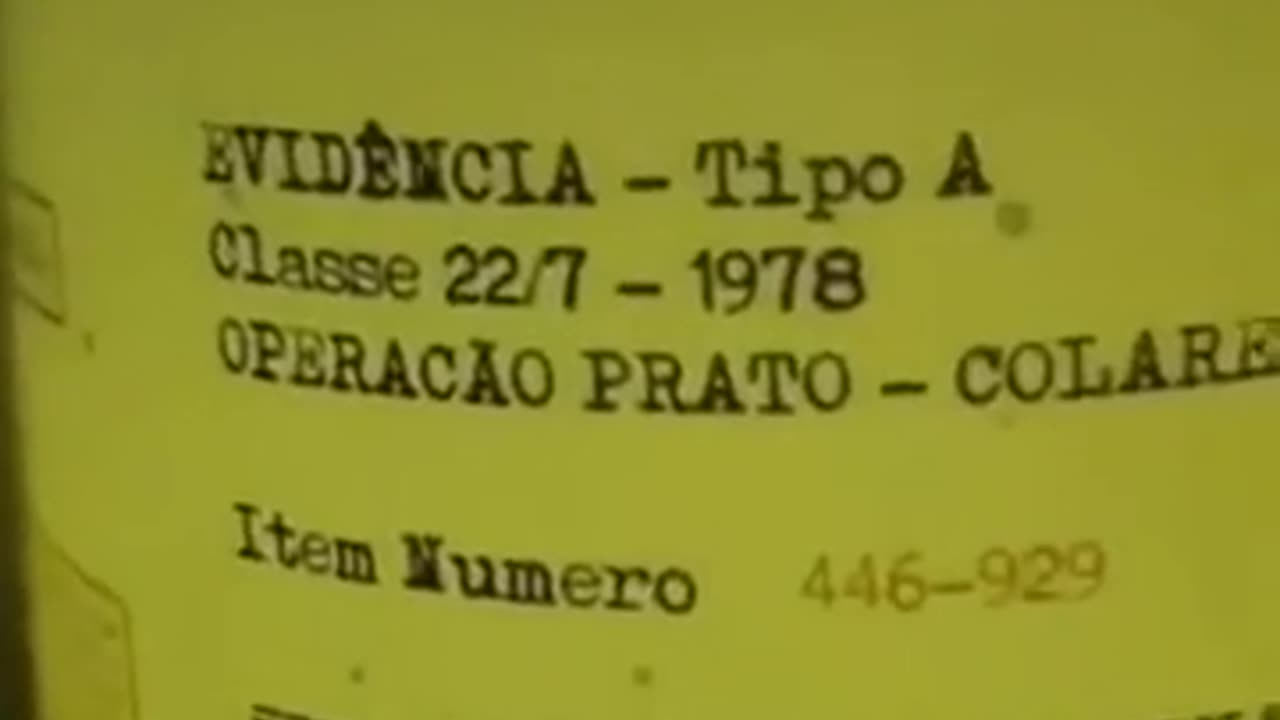 EVIDÊNCIA - Tipo A
Classe 22/7 - 1978
OPERACÃO PRATO - COLARE
Item Numero 446-929